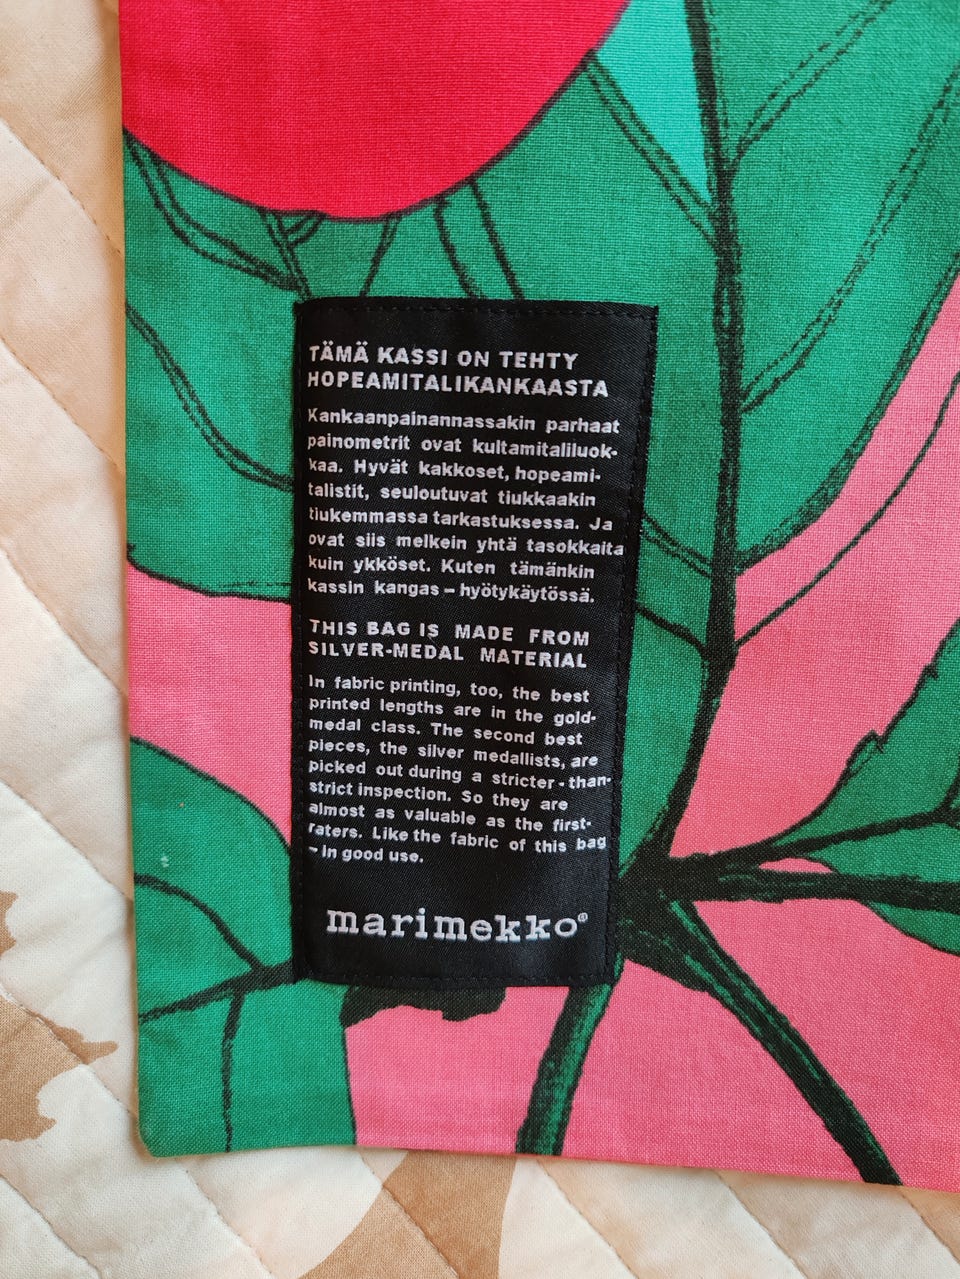 TÄMÄ KASSI ON TEHTY
HOPEAMITALIKANKAASTA
Kankaanpainannassakin parhaat
painometrit ovat kultamitaliluok-
kaa. Hyvät kakkoset, hopeami-
talistit, seuloutuvat tiukkaakin
tiukemmassa tarkastuksessa. Ja
ovat siis melkein yhtä tasokkaita
kuin ykköset. Kuten tämänkin
kassin kangas – hyötykäytössä.
THIS BAG IS MADE FROM
SILVER-MEDAL MATERIAL
In fabric printing, too, the best
printed lengths are in the gold-
medal class. The second best
pieces, the silver medallists, are
picked out during a stricter-than-
strict inspection. So they are
almost as valuable as the first-
raters. Like the fabric of this bag
– in good use.
marimekko®